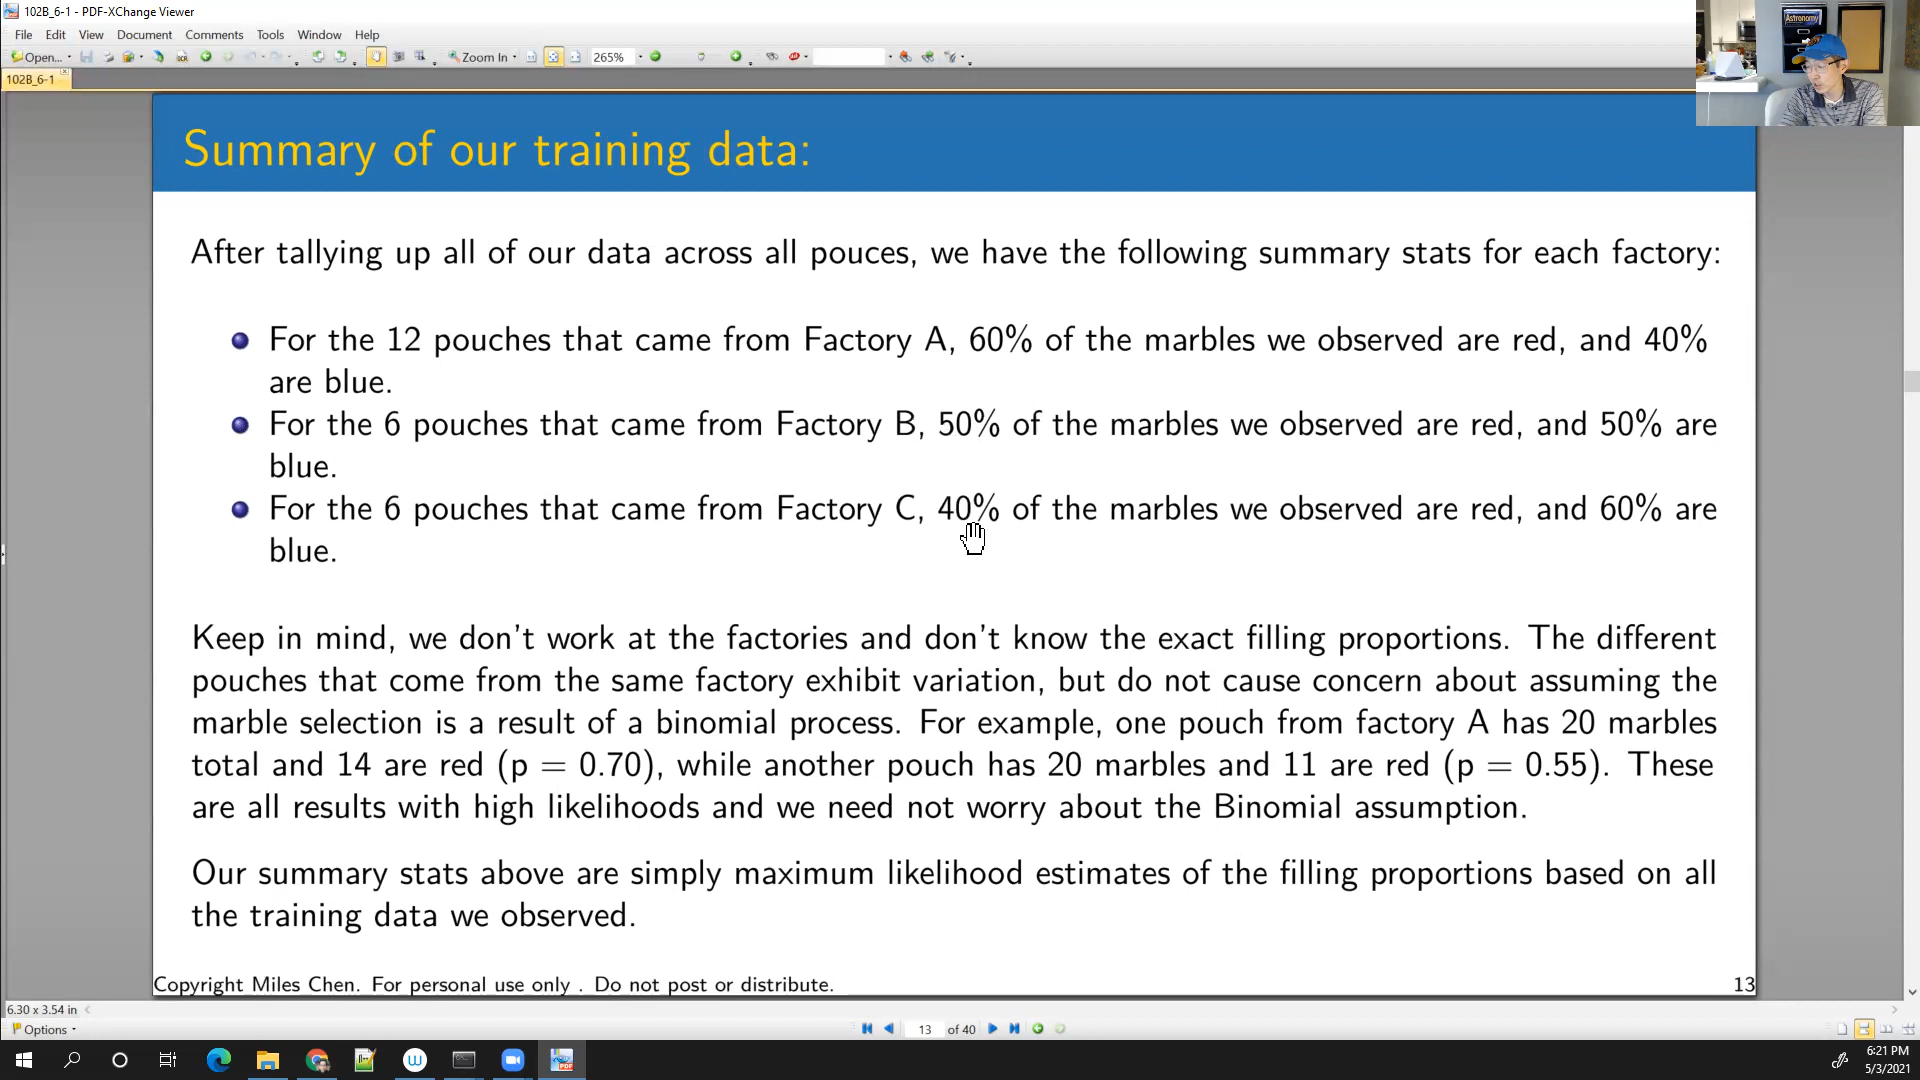 102B_6-1 - PDF-XChange Viewer
File Edit View Document Comments Tools Window Help
Open... OCR Zoom In 265%
102B_6-1
Astronomy
Summary of our training data:
After tallying up all of our data across all pouces, we have the following summary stats for each factory:
For the 12 pouches that came from Factory A, 60% of the marbles we observed are red, and 40%
are blue.
For the 6 pouches that came from Factory B, 50% of the marbles we observed are red, and 50% are
blue.
For the 6 pouches that came from Factory C, 40% of the marbles we observed are red, and 60% are
blue.
Keep in mind, we don't work at the factories and don't know the exact filling proportions. The different
pouches that come from the same factory exhibit variation, but do not cause concern about assuming the
marble selection is a result of a binomial process. For example, one pouch from factory A has 20 marbles
total and 14 are red (p = 0.70), while another pouch has 20 marbles and 11 are red (p = 0.55). These
are all results with high likelihoods and we need not worry about the Binomial assumption.
Our summary stats above are simply maximum likelihood estimates of the filling proportions based on all
the training data we observed.
Copyright Miles Chen. For personal use only . Do not post or distribute. 13
6.30 x 3.54 in
Options 13 of 40
6:21 PM
5/3/2021